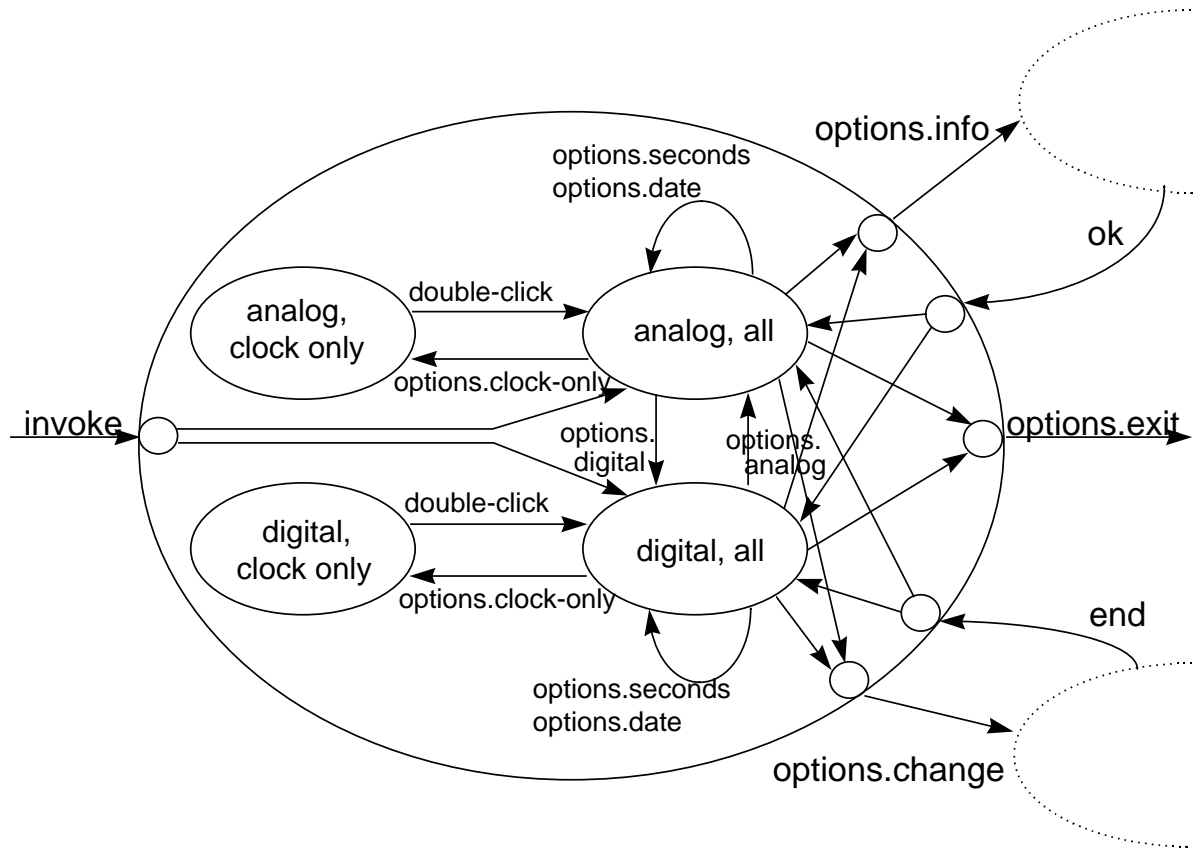 options.info
options.seconds
options.date
ok
double-click
analog,
clock only
analog, all
options.clock-only
invoke
options.
digital
options.
analog
options.exit
double-click
digital,
clock only
digital, all
options.clock-only
end
options.seconds
options.date
options.change